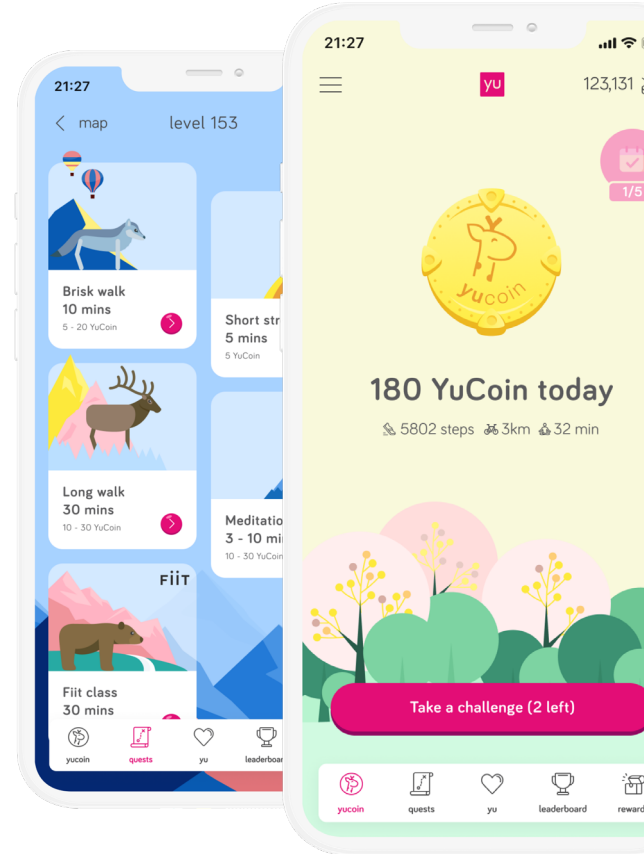 21:27
map
level 153
Brisk walk
10 mins
5 - 20 YuCoin
Short str
5 mins
5 YuCoin
Long walk
30 mins
10 - 30 YuCoin
Meditatio
3 - 10 mi
10 - 30 YuCoin
FiiT
Fiit class
30 mins
yucoin
quests
yu
leaderboar
21:27
yu
123,131
1/5
yucoin
180 YuCoin today
5802 steps 3km 32 min
Take a challenge (2 left)
yucoin
quests
yu
leaderboard
reward